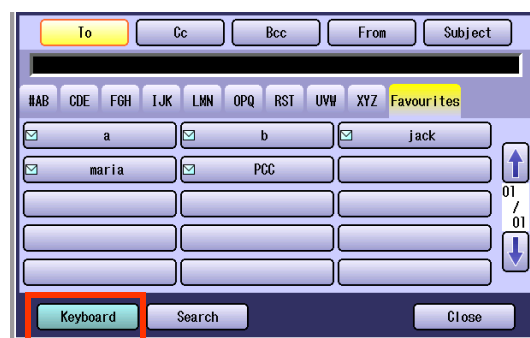 To Cc Bcc From Subject
#AB CDE FGH IJK LMN OPQ RST UVW XYZ Favourites
a b jack
maria PCC
01
/
01
Keyboard Search Close